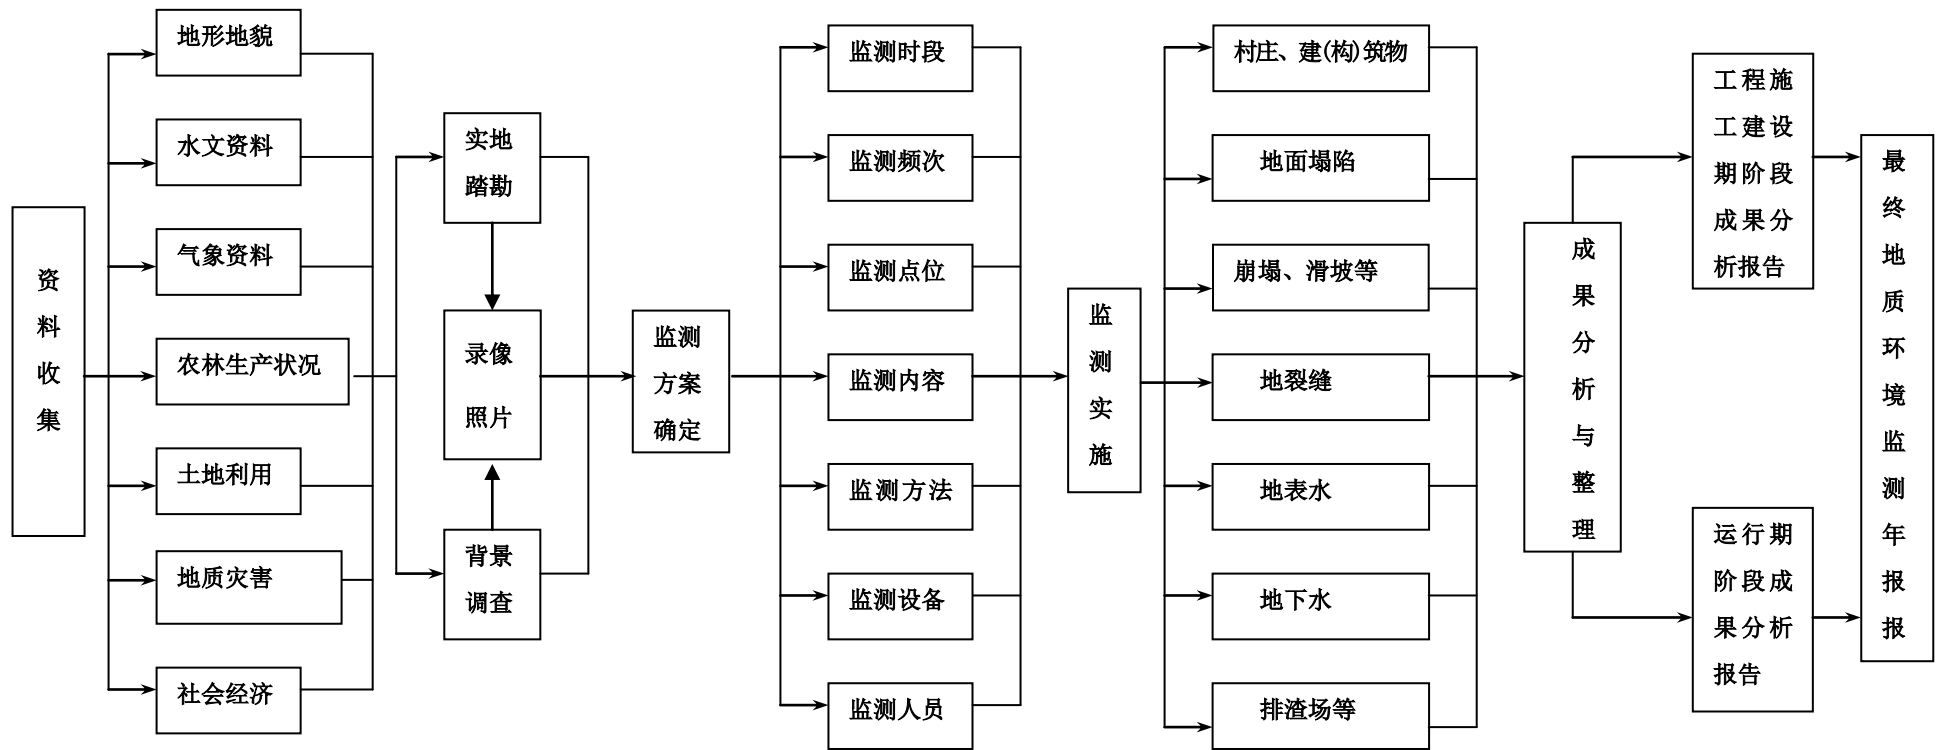 资
料
收
集
地形地貌
水文资料
气象资料
农林生产状况
土地利用
地质灾害
社会经济
实地
踏勘
录像
照片
背景
调查
监测
方案
确定
监测时段
监测频次
监测点位
监测内容
监测方法
监测设备
监测人员
监
测
实
施
村庄、建(构)筑物
地面塌陷
崩塌、滑坡等
地裂缝
地表水
地下水
排渣场等
成
果
分
析
与
整
理
工程施
工建设
期阶段
成果分
析报告
运行期
阶段成
果分析
报告
最
终
地
质
环
境
监
测
年
报
报